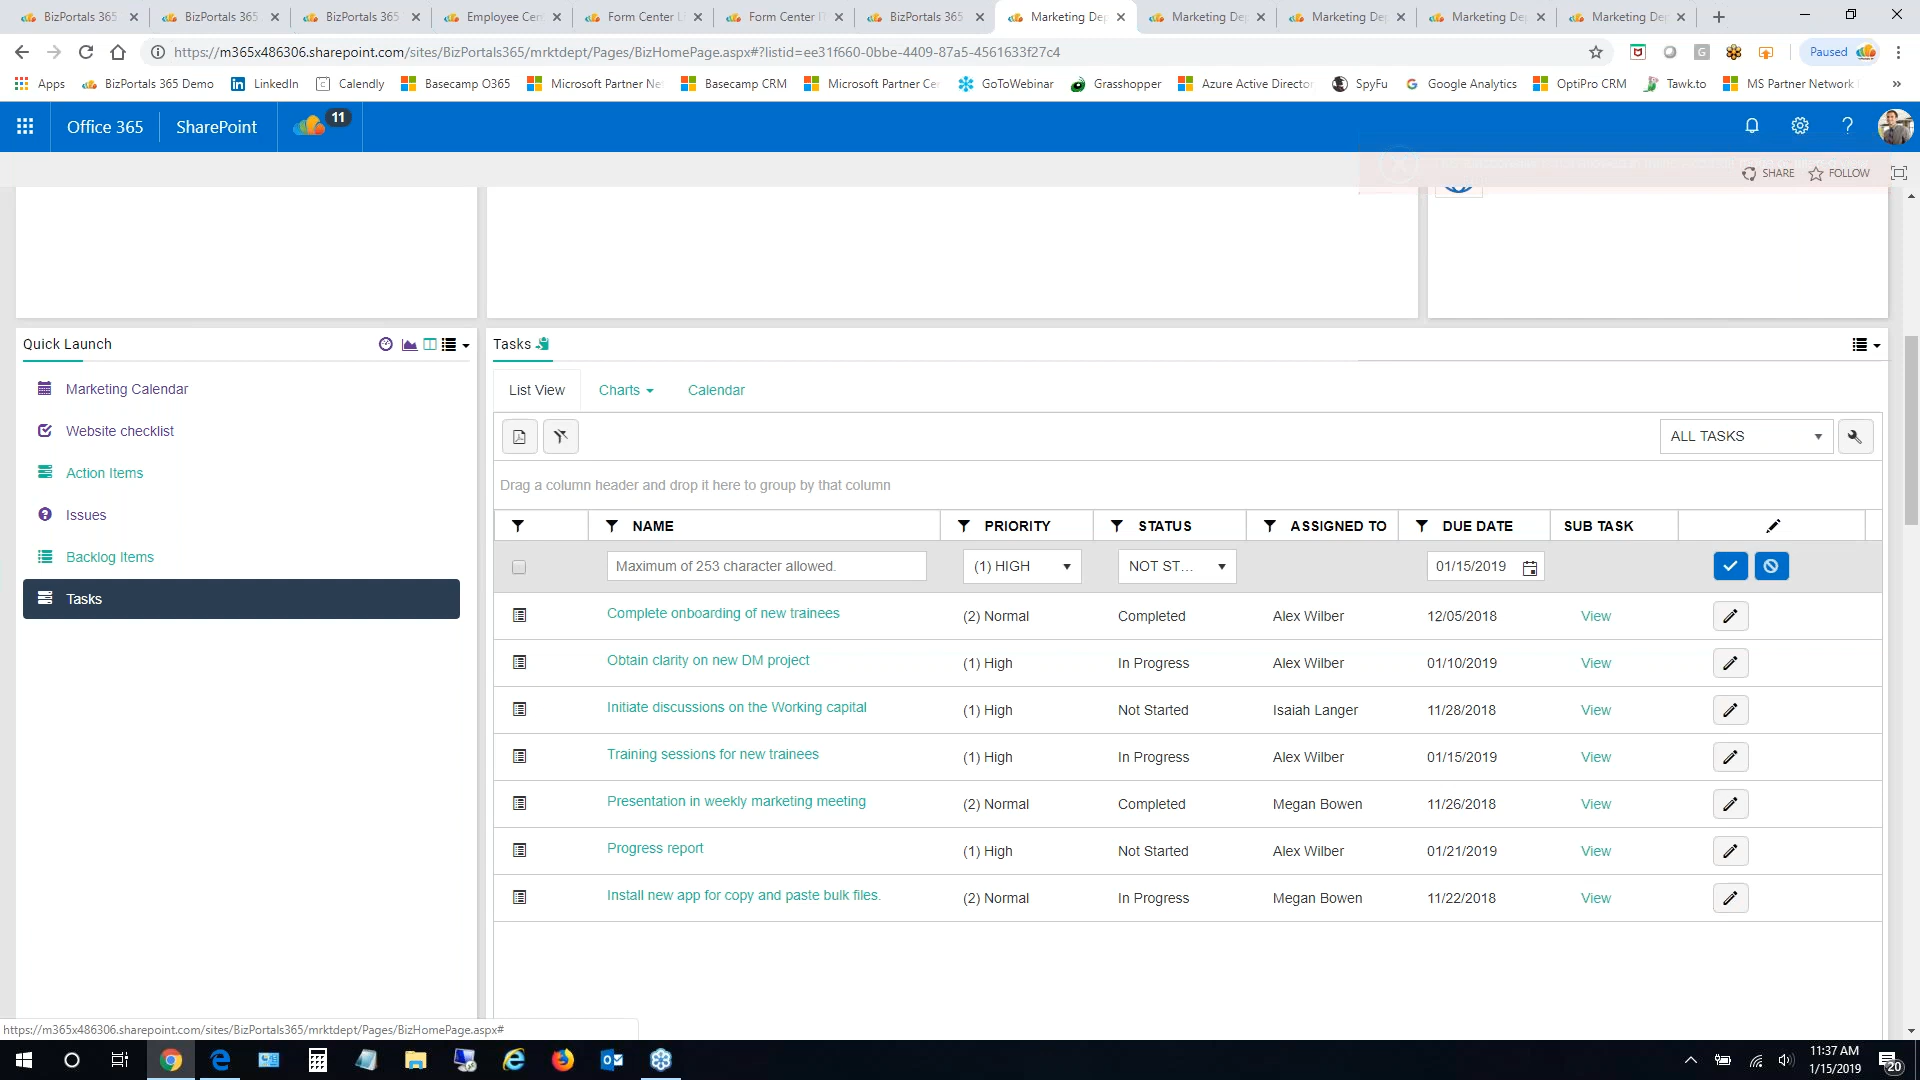 BizPortals 365
BizPortals 365
BizPortals 365
Employee Cen
Form Center L
Form Center IT
BizPortals 365
Marketing Dep
Marketing Dep
Marketing Dep
Marketing Dep
Marketing Dep
https://m365x486306.sharepoint.com/sites/BizPortals365/mrktdept/Pages/BizHomePage.aspx#?listid=ee31f660-0bbe-4409-87a5-4561633f27c4
Paused
Apps
BizPortals 365 Demo
LinkedIn
Calendly
Basecamp O365
Microsoft Partner Ne
Basecamp CRM
Microsoft Partner Ce
GoToWebinar
Grasshopper
Azure Active Director
SpyFu
Google Analytics
OptiPro CRM
Tawk.to
MS Partner Network
»
Office 365
SharePoint
11
?
SHARE
FOLLOW
Quick Launch
Marketing Calendar
Website checklist
Action Items
Issues
Backlog Items
Tasks
Tasks
List View Charts Calendar
ALL TASKS
Drag a column header and drop it here to group by that column
NAME PRIORITY STATUS ASSIGNED TO DUE DATE SUB TASK
Maximum of 253 character allowed. (1) HIGH NOT ST... 01/15/2019
Complete onboarding of new trainees (2) Normal Completed Alex Wilber 12/05/2018 View
Obtain clarity on new DM project (1) High In Progress Alex Wilber 01/10/2019 View
Initiate discussions on the Working capital (1) High Not Started Isaiah Langer 11/28/2018 View
Training sessions for new trainees (1) High In Progress Alex Wilber 01/15/2019 View
Presentation in weekly marketing meeting (2) Normal Completed Megan Bowen 11/26/2018 View
Progress report (1) High Not Started Alex Wilber 01/21/2019 View
Install new app for copy and paste bulk files. (2) Normal In Progress Megan Bowen 11/22/2018 View
https://m365x486306.sharepoint.com/sites/BizPortals365/mrktdept/Pages/BizHomePage.aspx#
11:37 AM
1/15/2019
20